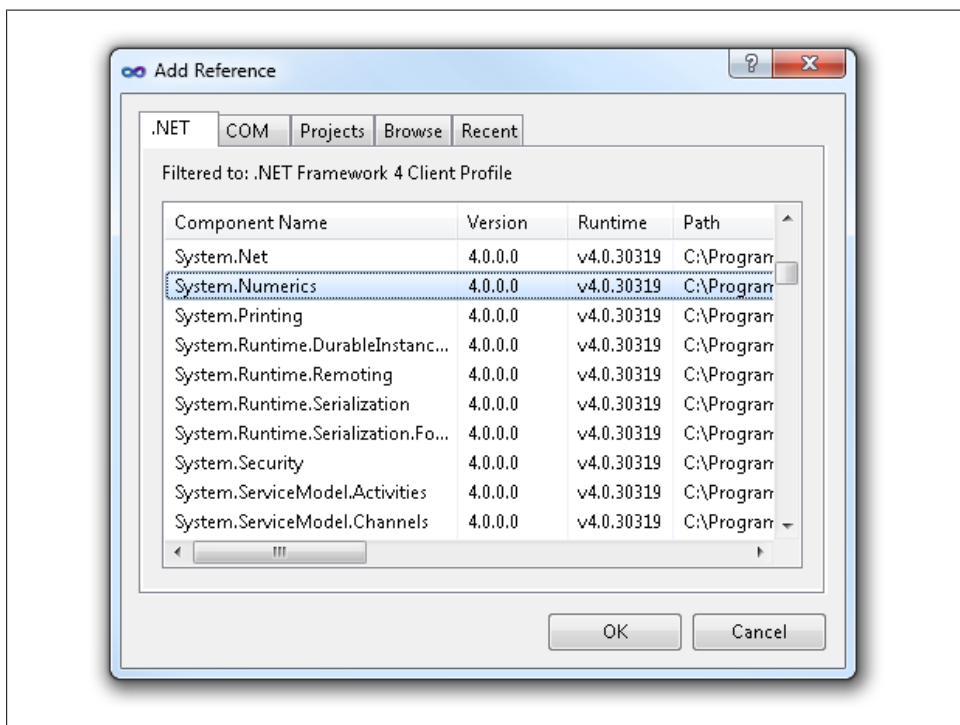 Add Reference
.NET COM Projects Browse Recent
Filtered to: .NET Framework 4 Client Profile
Component Name Version Runtime Path
System.Net 4.0.0.0 v4.0.30319 C:\Program
System.Numerics 4.0.0.0 v4.0.30319 C:\Program
System.Printing 4.0.0.0 v4.0.30319 C:\Program
System.Runtime.DurableInstanc... 4.0.0.0 v4.0.30319 C:\Program
System.Runtime.Remoting 4.0.0.0 v4.0.30319 C:\Program
System.Runtime.Serialization 4.0.0.0 v4.0.30319 C:\Program
System.Runtime.Serialization.Fo... 4.0.0.0 v4.0.30319 C:\Program
System.Security 4.0.0.0 v4.0.30319 C:\Program
System.ServiceModel.Activities 4.0.0.0 v4.0.30319 C:\Program
System.ServiceModel.Channels 4.0.0.0 v4.0.30319 C:\Program
OK Cancel